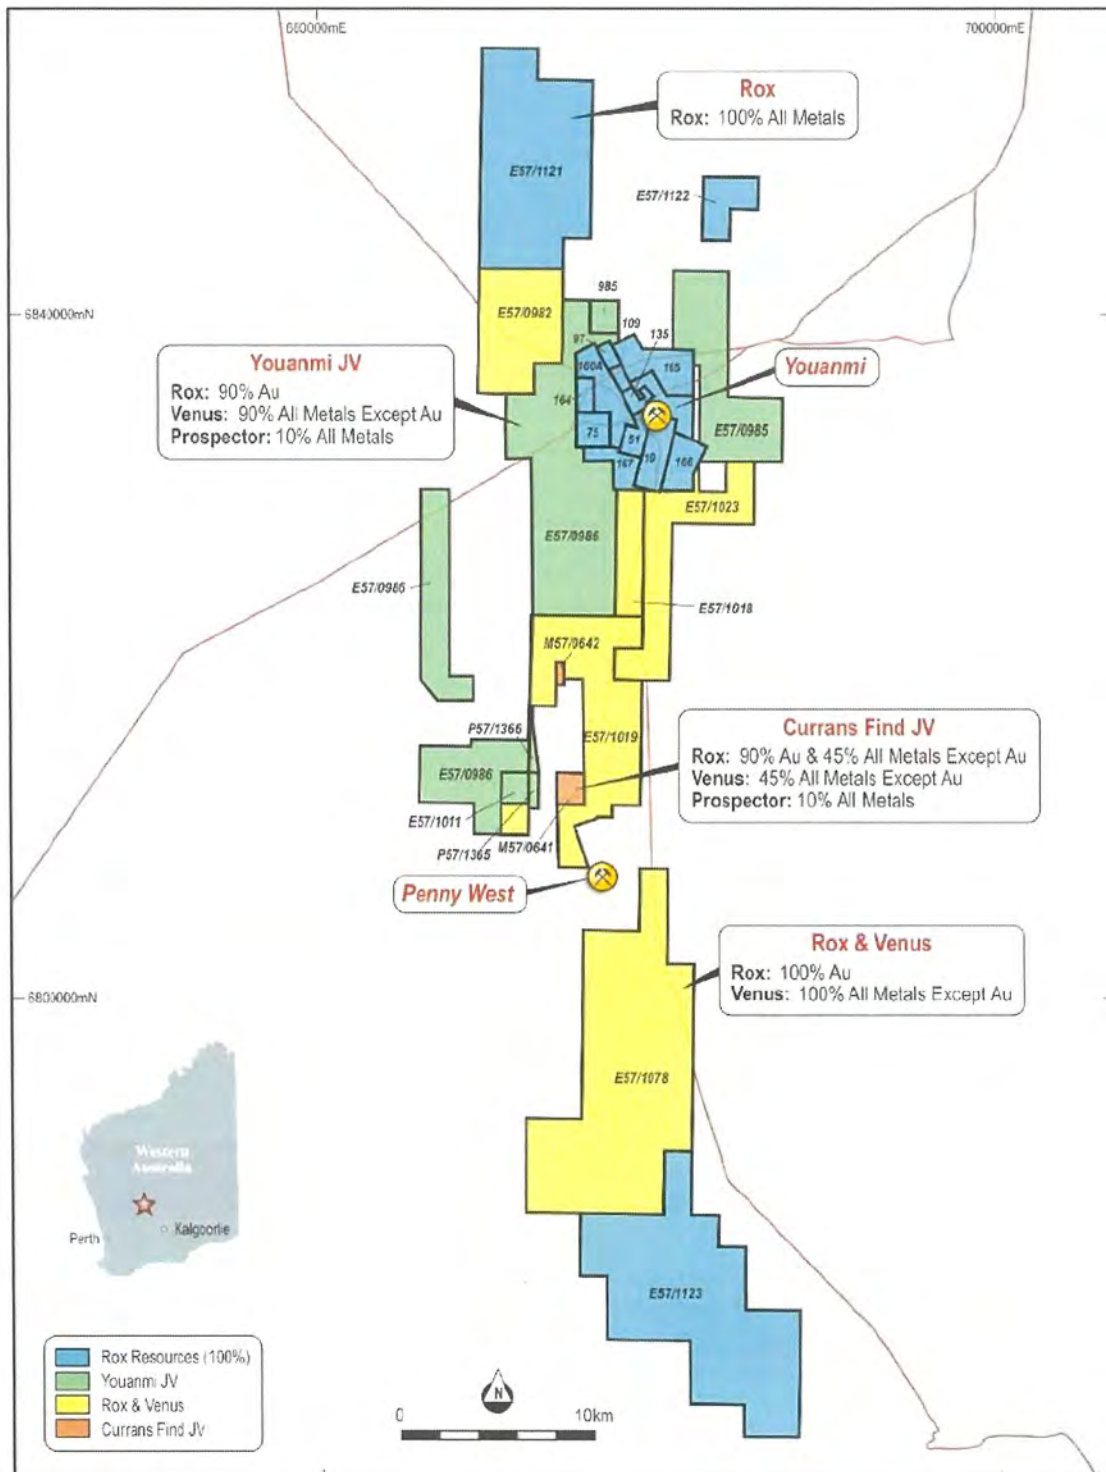 680000mE
700000mE
Rox
Rox: 100% All Metals
E57/1121
E57/1122
985
6840000mN
E57/0982
109
135
97
Youanmi JV
Rox: 90% Au
Venus: 90% All Metals Except Au
Prospector: 10% All Metals
160A
165
Youanmi
164
75
51
E57/0985
167
10
166
E57/1023
E57/0986
E57/0986
E57/1018
M57/0642
P57/1366
E57/1019
Currans Find JV
Rox: 90% Au & 45% All Metals Except Au
Venus: 45% All Metals Except Au
Prospector: 10% All Metals
E57/0986
E57/1011
P57/1365
M57/0641
Penny West
Rox & Venus
Rox: 100% Au
Venus: 100% All Metals Except Au
6800000mN
E57/1078
Western
Australia
Perth
Kalgoorlie
E57/1123
Rox Resources (100%)
Youanmi JV
Rox & Venus
Currans Find JV
N
0
10km